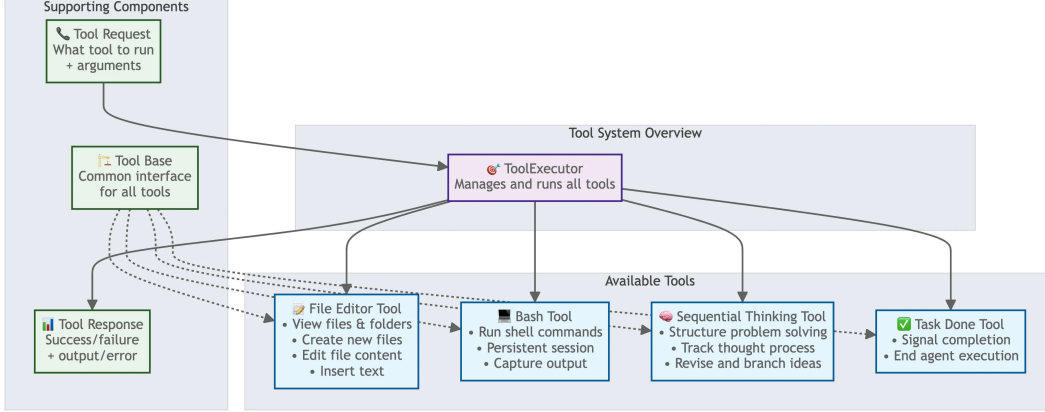 Supporting Components
📞 Tool Request
What tool to run
+ arguments
Tool System Overview
🏗️ Tool Base
Common interface
for all tools
🎯 ToolExecutor
Manages and runs all tools
Available Tools
📊 Tool Response
Success/failure
+ output/error
📝 File Editor Tool
• View files & folders
• Create new files
• Edit file content
• Insert text
💻 Bash Tool
• Run shell commands
• Persistent session
• Capture output
🧠 Sequential Thinking Tool
• Structure problem solving
• Track thought process
• Revise and branch ideas
✅ Task Done Tool
• Signal completion
• End agent execution